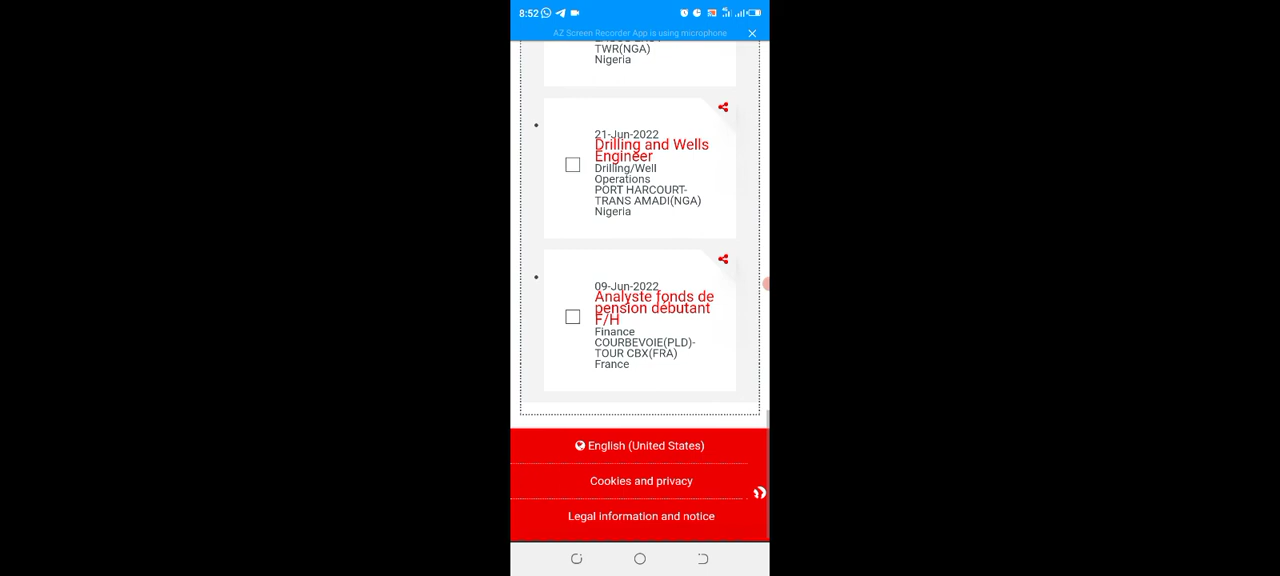 8:52
AZ Screen Recorder App is using microphone
TWR(NGA)
Nigeria
21-Jun-2022
Drilling and Wells
Engineer
Drilling/Well
Operations
PORT HARCOURT-
TRANS AMADI(NGA)
Nigeria
09-Jun-2022
Analyste fonds de
pension débutant
F/H
Finance
COURBEVOIE(PLD)-
TOUR CBX(FRA)
France
English (United States)
Cookies and privacy
Legal information and notice